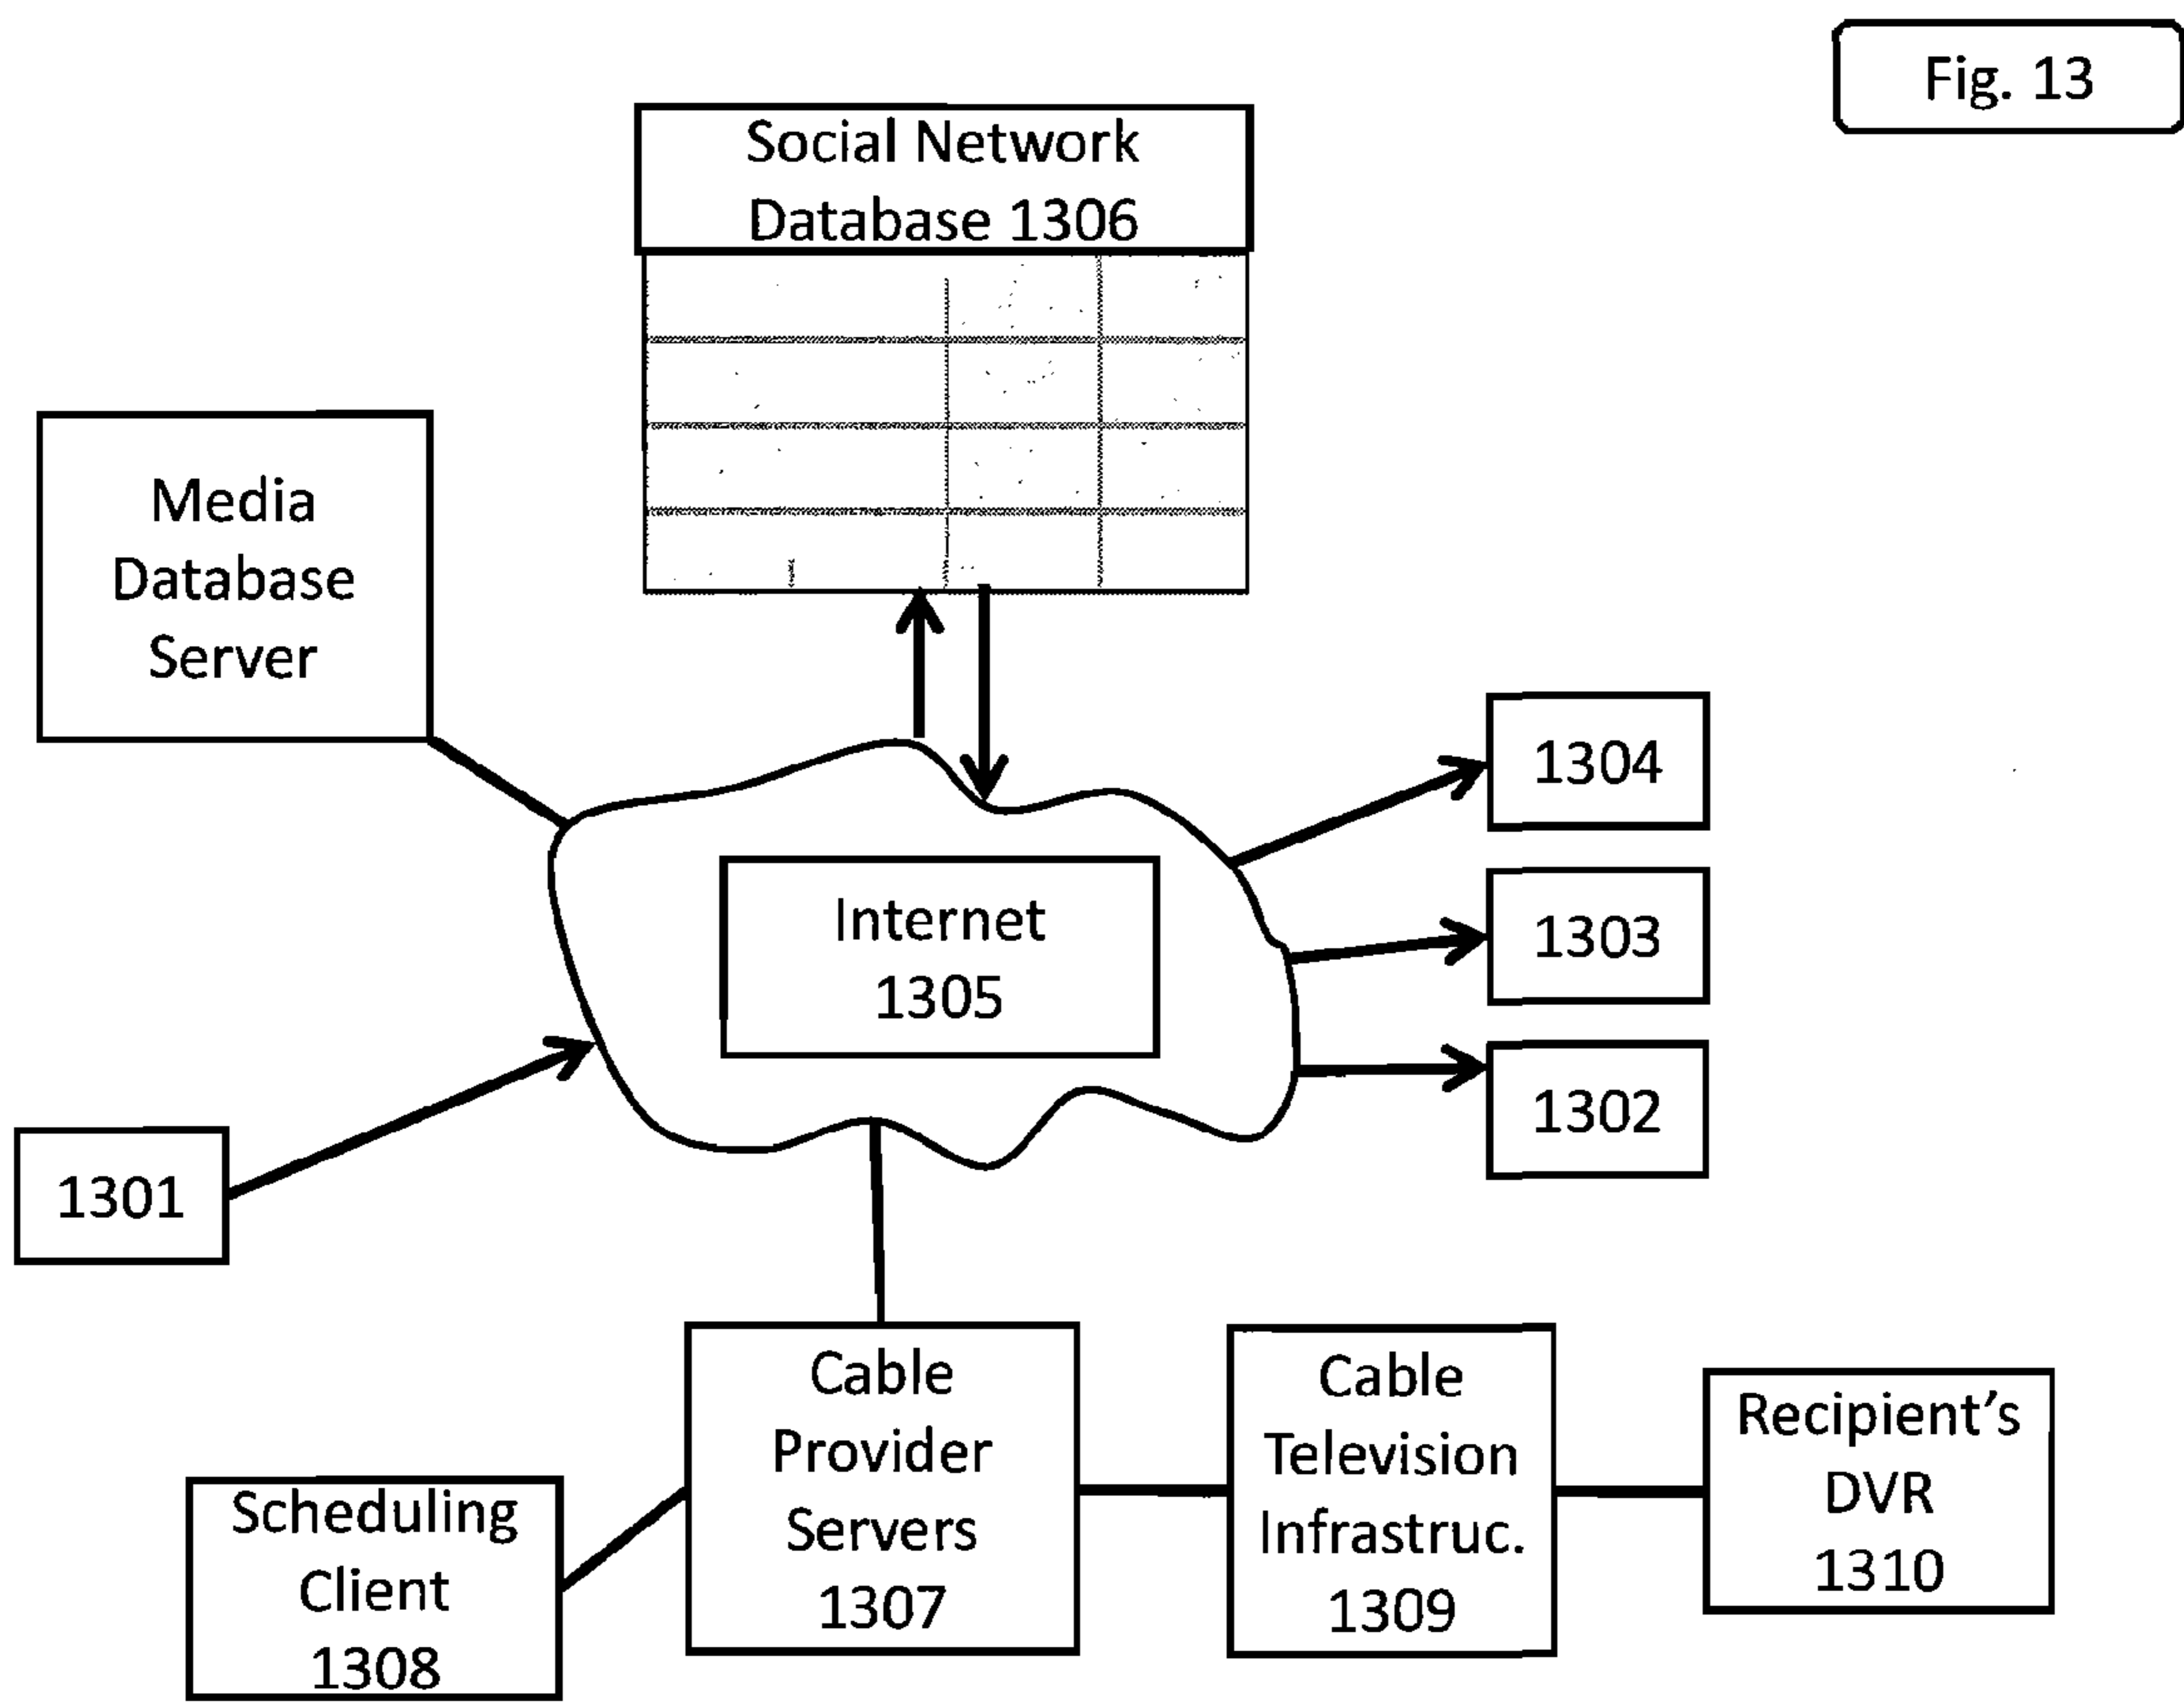 Fig. 13
Social Network
Database 1306
Media
Database
Server
1304
Internet
1305
1303
1302
1301
Cable
Provider
Servers
1307
Cable
Television
Infrastruc.
1309
Recipient’s
DVR
1310
Scheduling
Client
1308